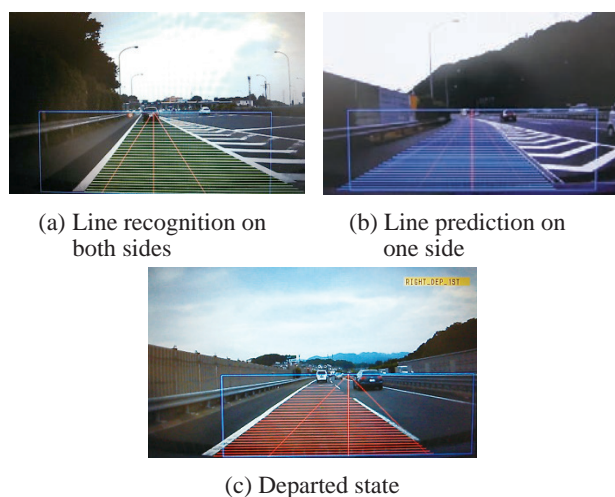 (a) Line recognition on
both sides
(b) Line prediction on
one side
RIGHT_DEP_1ST
(c) Departed state